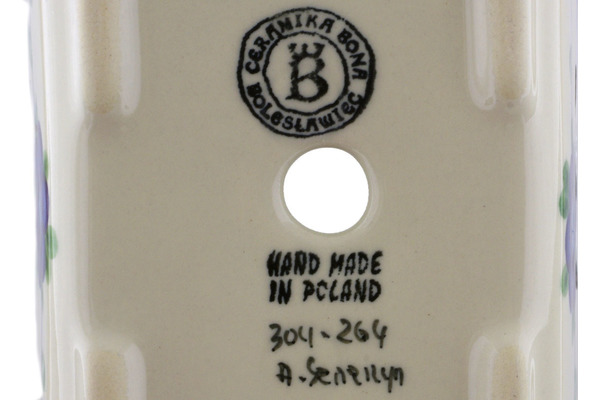 CERAMIKA BONA
BOLESŁAWIEC
B
HAND MADE
IN POLAND
304-264
A.